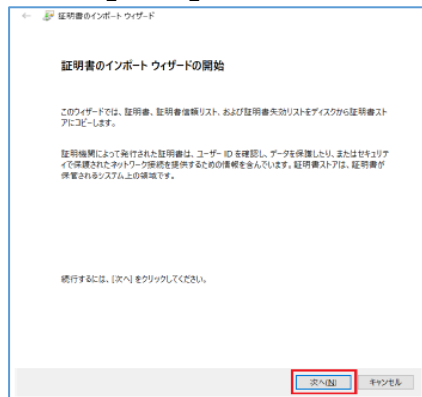 証明書のインポート ウィザード
証明書のインポート ウィザードの開始
このウィザードでは、証明書、証明書信頼リスト、および証明書失効リストをディスクから証明書スト
アにコピーします。
証明機関によって発行された証明書は、ユーザー ID を確認し、データを保護したり、またはセキュリテ
ィで保護されたネットワーク接続を提供するための情報を含んでいます。証明書ストアは、証明書が
保管されるシステム上の領域です。
続行するには、[次へ] をクリックしてください。
次へ(N)
キャンセル